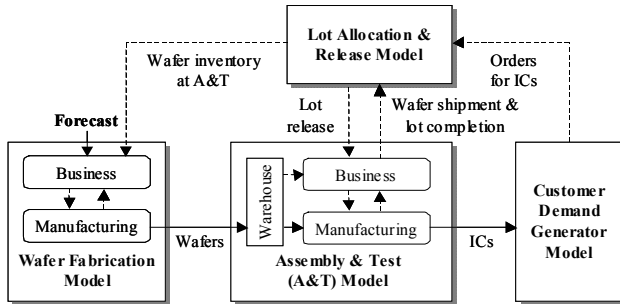 Lot Allocation &
Release Model
Wafer inventory
at A&T
Orders
for ICs
Lot
release
Wafer shipment &
lot completion
Forecast
Business
Manufacturing
Wafer Fabrication
Model
Wafers
Warehouse
Business
Manufacturing
Assembly & Test
(A&T) Model
ICs
Customer
Demand
Generator
Model